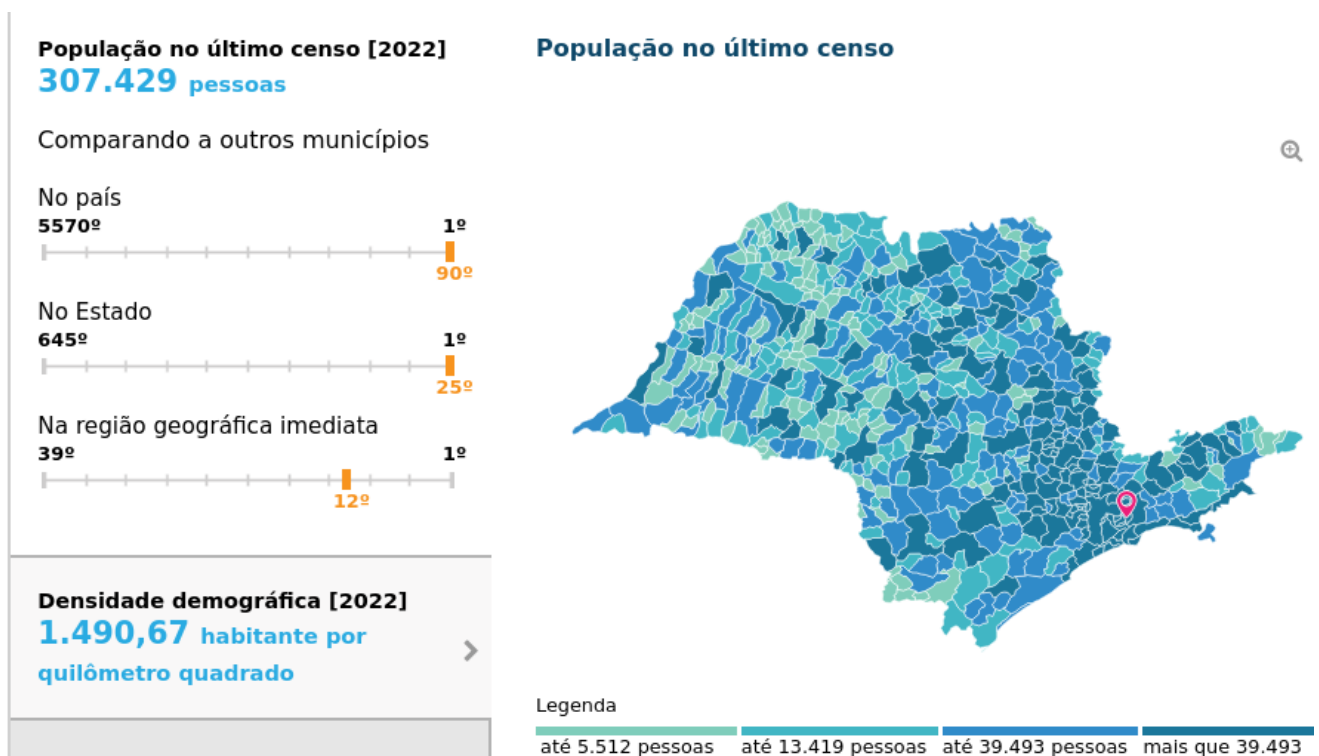 População no último censo [2022]
307.429 pessoas
Comparando a outros municípios
No país
5570º 1º
90º
No Estado
645º 1º
25º
Na região geográfica imediata
39º 1º
12º
Densidade demográfica [2022]
1.490,67 habitante por
quilômetro quadrado
População no último censo
Legenda
até 5.512 pessoas até 13.419 pessoas até 39.493 pessoas mais que 39.493